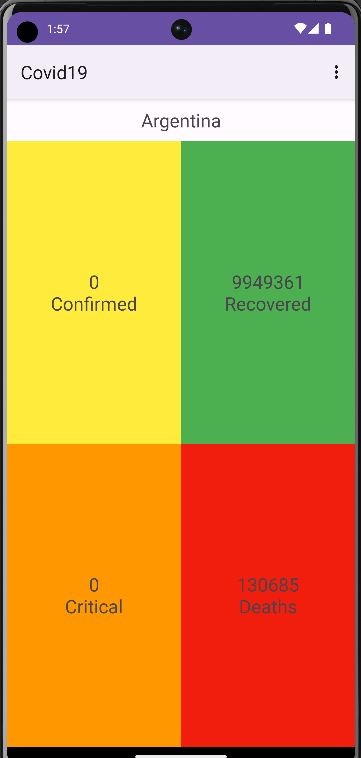 1:57
Covid19
Argentina
0
Confirmed
9949361
Recovered
0
Critical
130685
Deaths